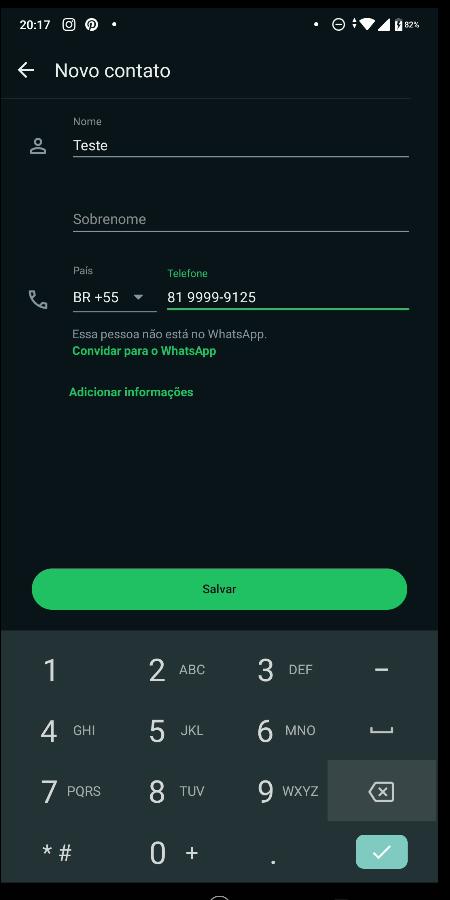 20:17 82%
Novo contato
Nome
Teste
Sobrenome
País Telefone
BR +55 81 9999-9125
Essa pessoa não está no WhatsApp.
Convidar para o WhatsApp
Adicionar informações
Salvar
1 2 ABC 3 DEF –
4 GHI 5 JKL 6 MNO
7 PQRS 8 TUV 9 WXYZ
* # 0 + .